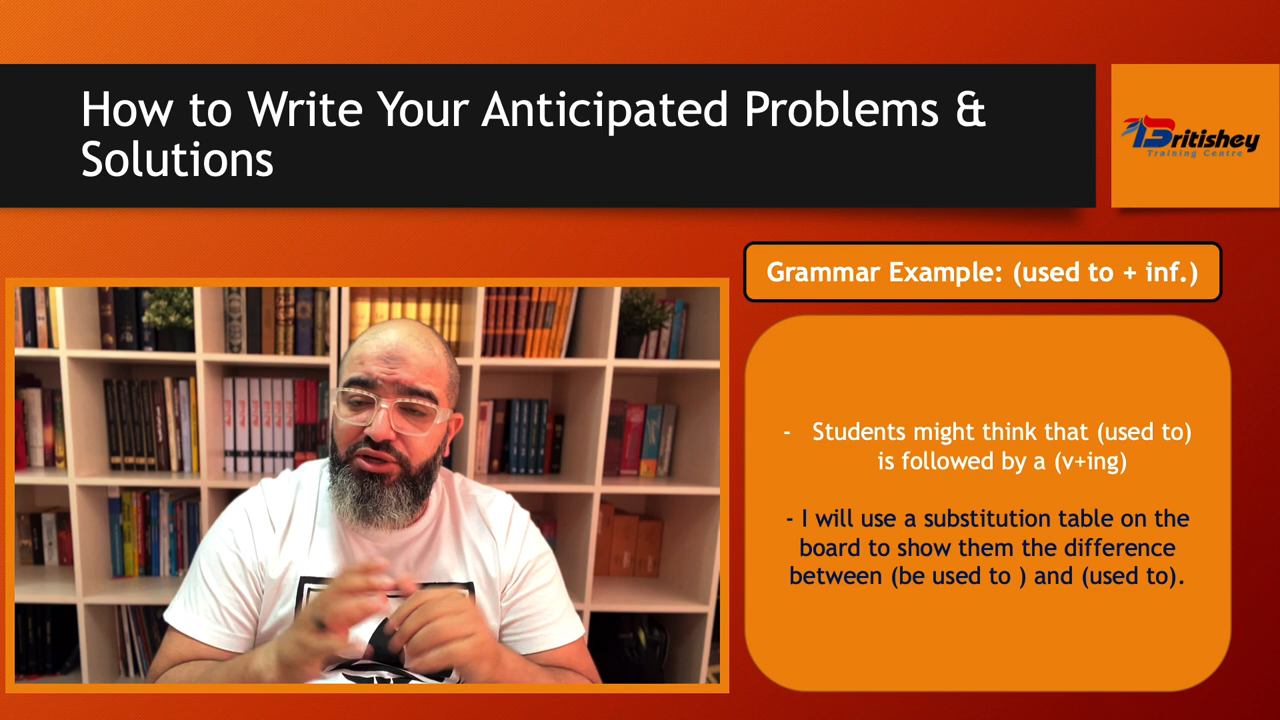 How to Write Your Anticipated Problems &
Solutions
Britishey
Training Centre
Grammar Example: (used to + inf.)
- Students might think that (used to)
is followed by a (v+ing)
- I will use a substitution table on the
board to show them the difference
between (be used to ) and (used to).